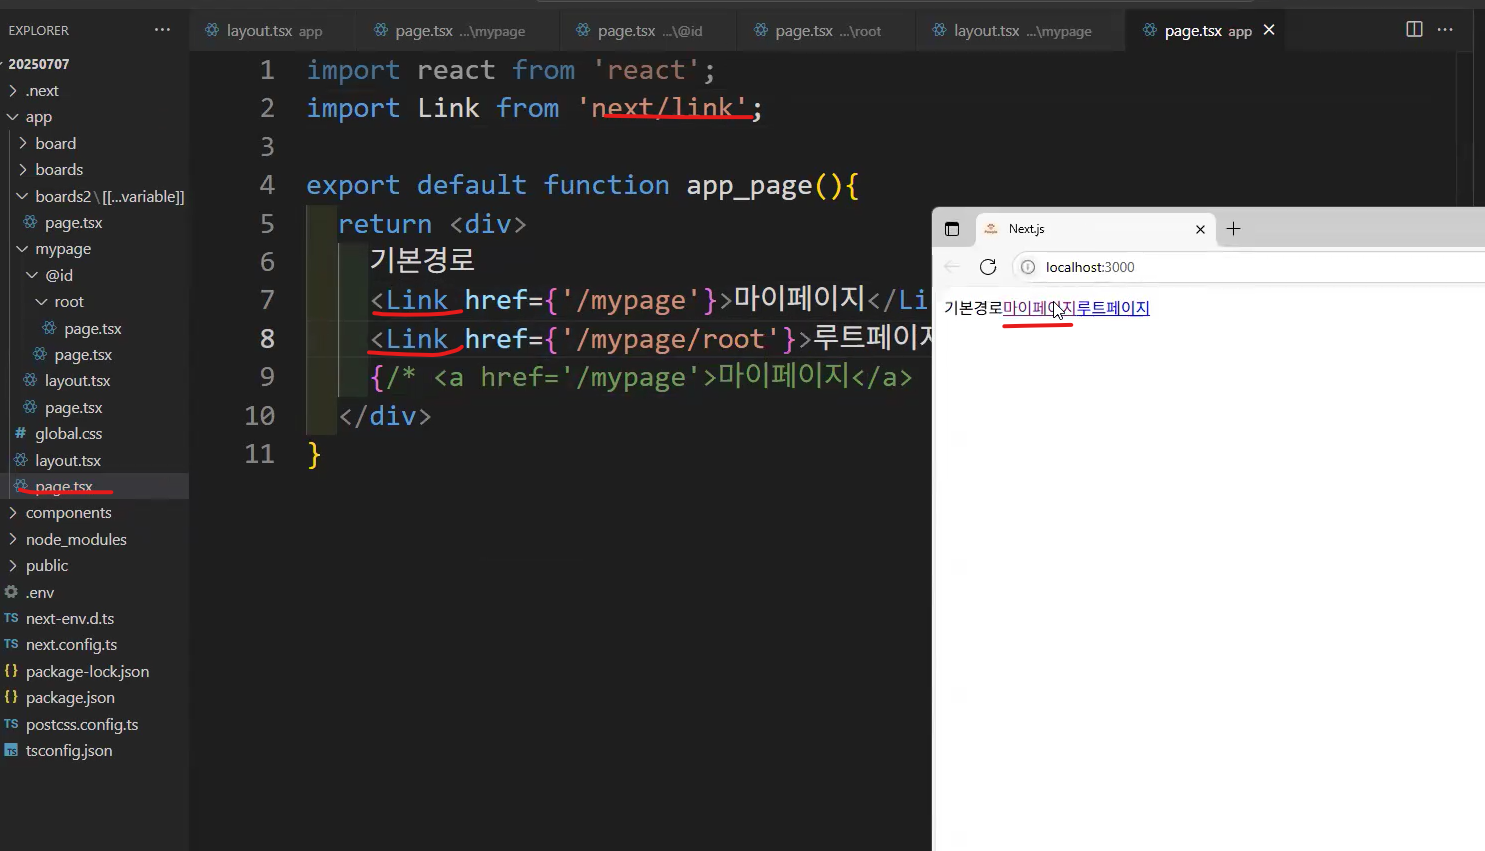 EXPLORER
20250707
.next
app
board
boards
boards2\[[...variable]]
page.tsx
mypage
@id
root
page.tsx
page.tsx
layout.tsx
page.tsx
global.css
layout.tsx
page.tsx
components
node_modules
public
.env
next-env.d.ts
next.config.ts
package-lock.json
package.json
postcss.config.ts
tsconfig.json
layout.tsx app
page.tsx ...\mypage
page.tsx ...\@id
page.tsx ...\root
layout.tsx ...\mypage
page.tsx app
1 import react from 'react';
2 import Link from 'next/link';
3
4 export default function app_page(){
5 return <div>
6 기본경로
7 <Link href={'/mypage'}>마이페이지</Li
8 <Link href={'/mypage/root'}>루트페이지
9 {/* <a href='/mypage'>마이페이지</a>
10 </div>
11 }
Next.js
localhost:3000
기본경로마이페이지루트페이지